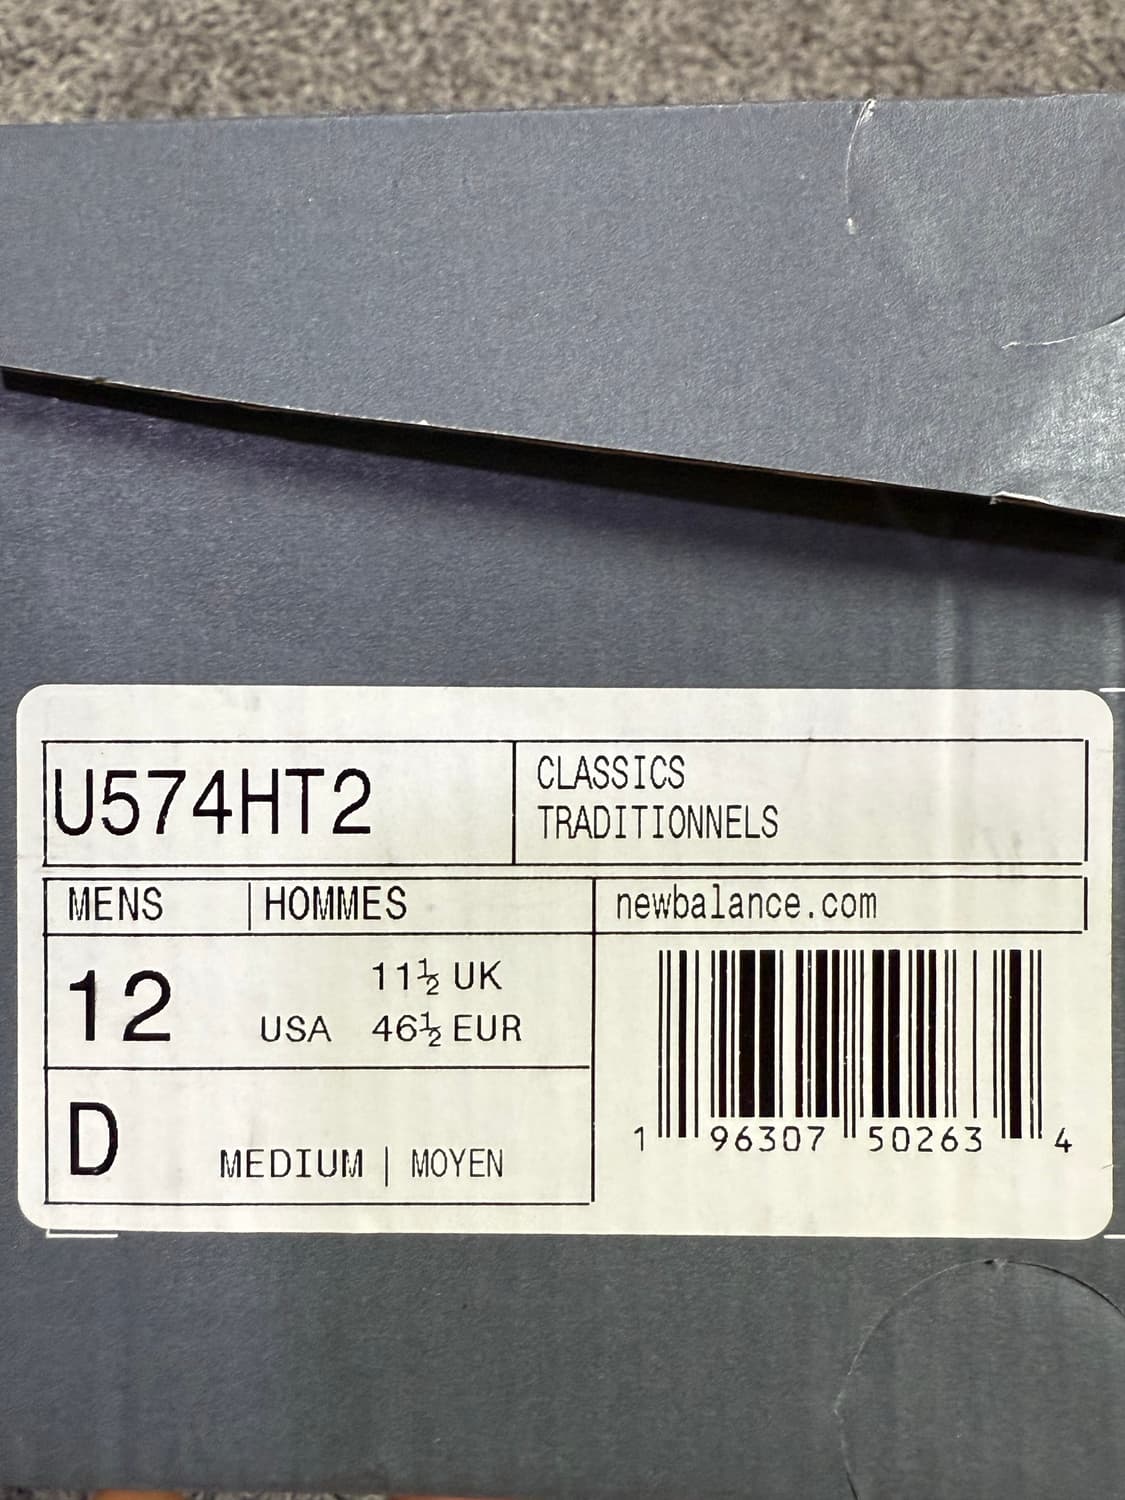 U574HT2
CLASSICS
TRADITIONNELS
MENS | HOMMES
newbalance.com
12
11½ UK
USA 46½ EUR
D
MEDIUM | MOYEN
1 96307 50263 4